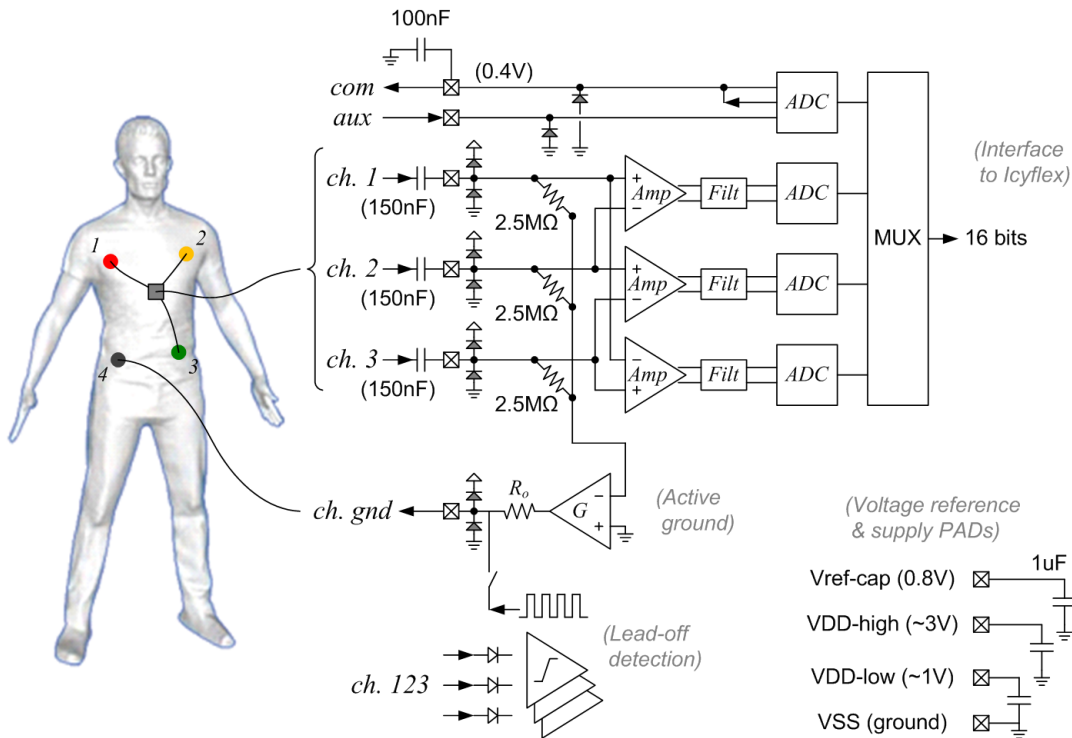 100nF
com
(0.4V)
ADC
aux
1
2
3
4
ch. 1
(150nF)
2.5MΩ
+
−
Amp
Filt
ADC
ch. 2
(150nF)
2.5MΩ
+
−
Amp
Filt
ADC
ch. 3
(150nF)
2.5MΩ
−
+
Amp
Filt
ADC
MUX
16 bits
(Interface
to Icyflex)
ch. gnd
Ro
G
−
+
(Active
ground)
(Lead-off
detection)
ch. 123
(Voltage reference
& supply PADs)
Vref-cap (0.8V)
1uF
VDD-high (~3V)
VDD-low (~1V)
VSS (ground)